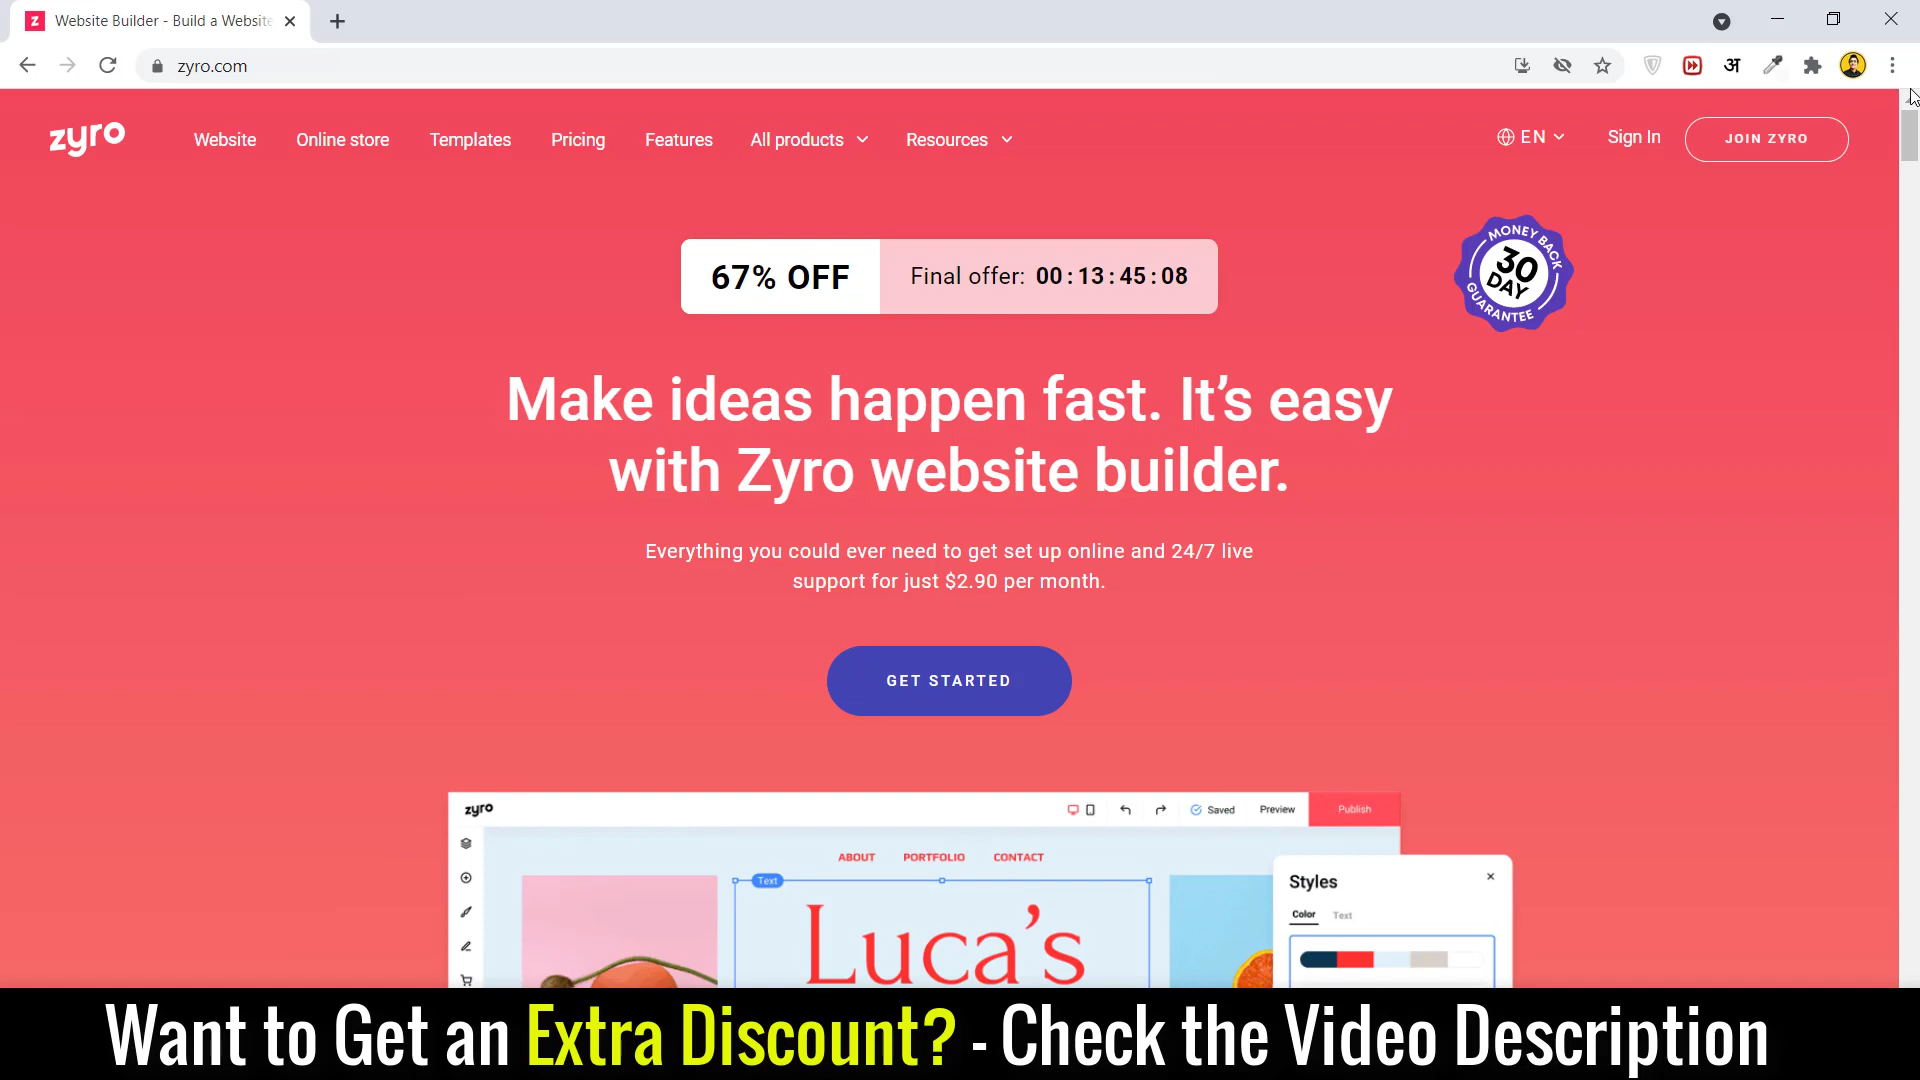 Website Builder - Build a Website
zyro.com
अ
zyro
Website Online store Templates Pricing Features All products Resources
EN Sign In JOIN ZYRO
67% OFF Final offer: 00:13:45:08
MONEY BACK
30
DAY
GUARANTEE
Make ideas happen fast. It’s easy
with Zyro website builder.
Everything you could ever need to get set up online and 24/7 live
support for just $2.90 per month.
GET STARTED
zyro Saved Preview Publish
ABOUT PORTFOLIO CONTACT
Text
Luca’s
Styles
Color Text
Want to Get an Extra Discount? - Check the Video Description